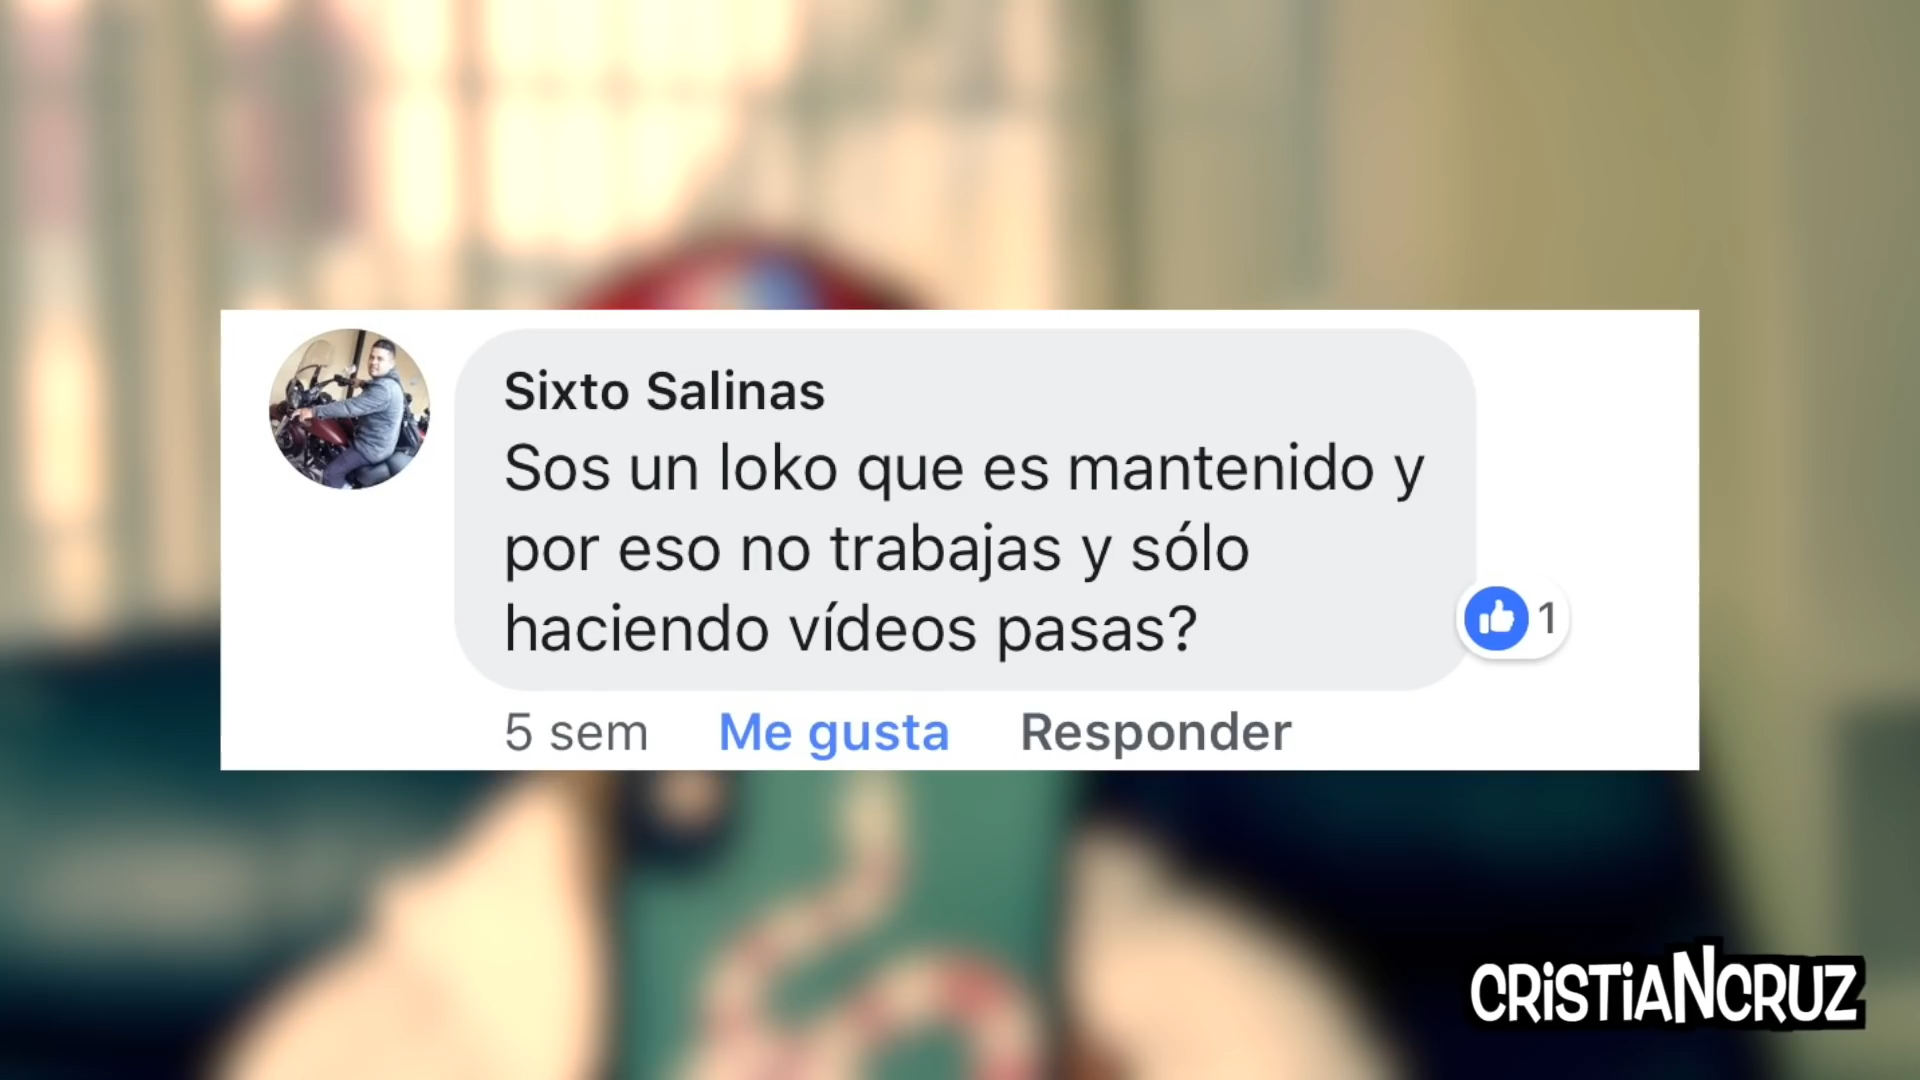 Sixto Salinas
Sos un loko que es mantenido y
por eso no trabajas y sólo
haciendo vídeos pasas?
1
5 sem Me gusta Responder
CRiSTiANCRUZ